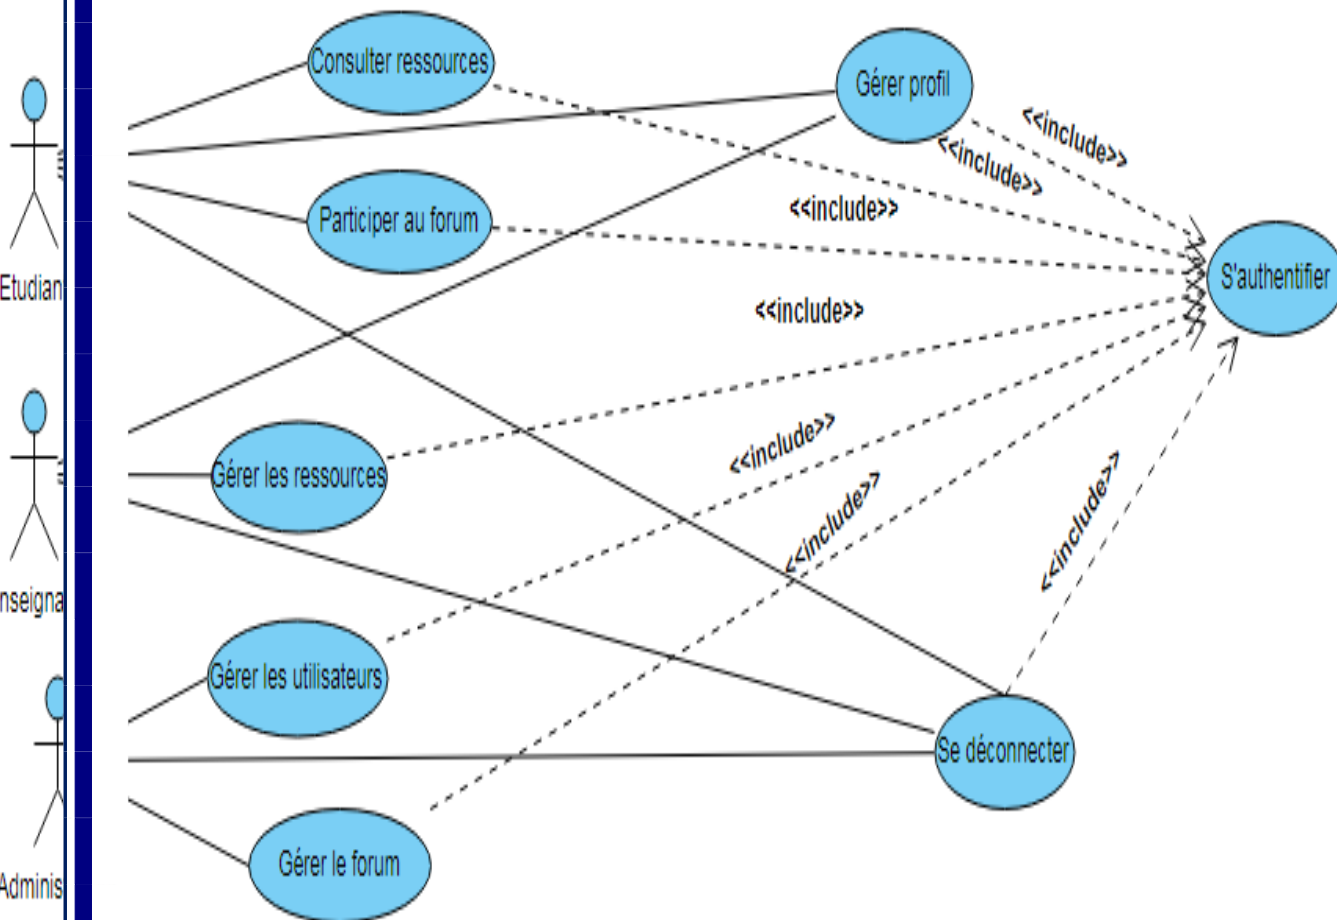 Consulter ressources
Gérer profil
<<include>>
<<include>>
<<include>>
Participer au forum
Etudian
S'authentifier
<<include>>
<<include>>
Gérer les ressources
<<include>>
<<include>>
nseigna
Gérer les utilisateurs
Se déconnecter
Gérer le forum
Adminis